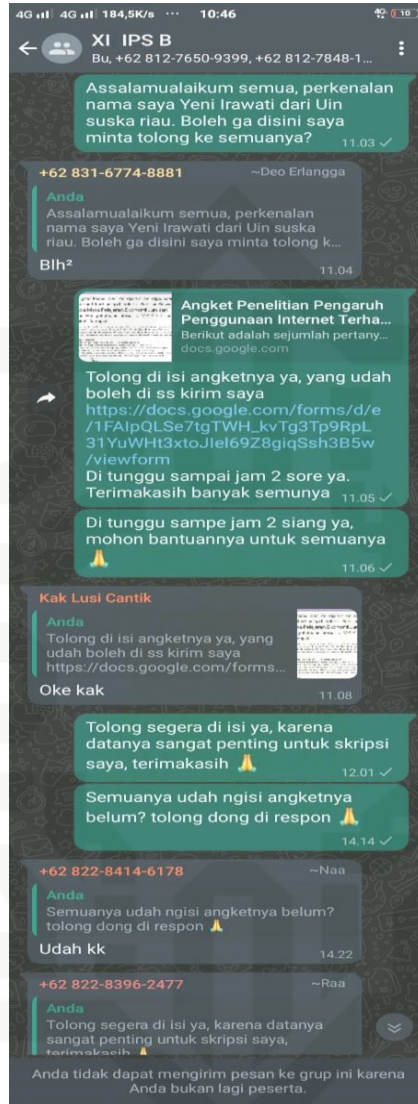 4G 4G 184,5K/s ... 10:46 4G 10
XI IPS B
Bu, +62 812-7650-9399, +62 812-7848-1...
Assalamualaikum semua, perkenalan
nama saya Yeni Irawati dari Uin
suska riau. Boleh ga disini saya
minta tolong ke semuanya? 11.03
+62 831-6774-8881 ~Deo Erlangga
Anda
Assalamualaikum semua, perkenalan
nama saya Yeni Irawati dari Uin suska
riau. Boleh ga disini saya minta tolong k...
Blh² 11.04
Angket Penelitian Pengaruh
Penggunaan Internet Terha...
Berikut adalah sejumlah pertany...
docs.google.com
Tolong di isi angketnya ya, yang udah
boleh di ss kirim saya
https://docs.google.com/forms/d/e
/1FAIpQLSe7tgTWH_kvTg3Tp9RpL
31YuWHt3xtoJIel69Z8giqSsh3B5w
/viewform
Di tunggu sampai jam 2 sore ya.
Terimakasih banyak semunya 11.05
Di tunggu sampe jam 2 siang ya,
mohon bantuannya untuk semuanya
🙏 11.06
Kak Lusi Cantik
Anda
Tolong di isi angketnya ya, yang
udah boleh di ss kirim saya
https://docs.google.com/forms...
Oke kak 11.08
Tolong segera di isi ya, karena
datanya sangat penting untuk skripsi
saya, terimakasih 🙏 12.01
Semuanya udah ngisi angketnya
belum? tolong dong di respon 🙏
14.14
+62 822-8414-6178 ~Naa
Anda
Semuanya udah ngisi angketnya belum?
tolong dong di respon 🙏
Udah kk 14.22
+62 822-8396-2477 ~Raa
Anda
Tolong segera di isi ya, karena datanya
sangat penting untuk skripsi saya,
terimakasih 🙏
Anda tidak dapat mengirim pesan ke grup ini karena
Anda bukan lagi peserta.